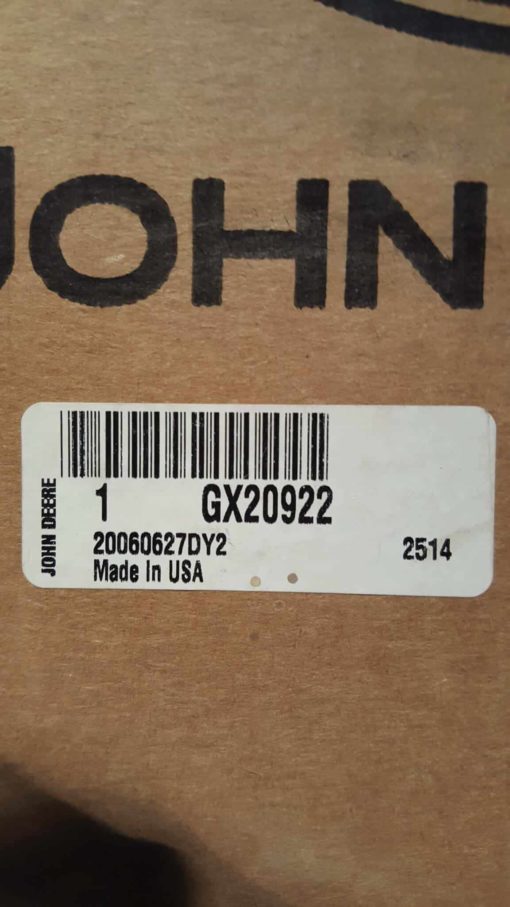 JOHN
JOHN DEERE
1 GX20922
20060627DY2 2514
Made In USA